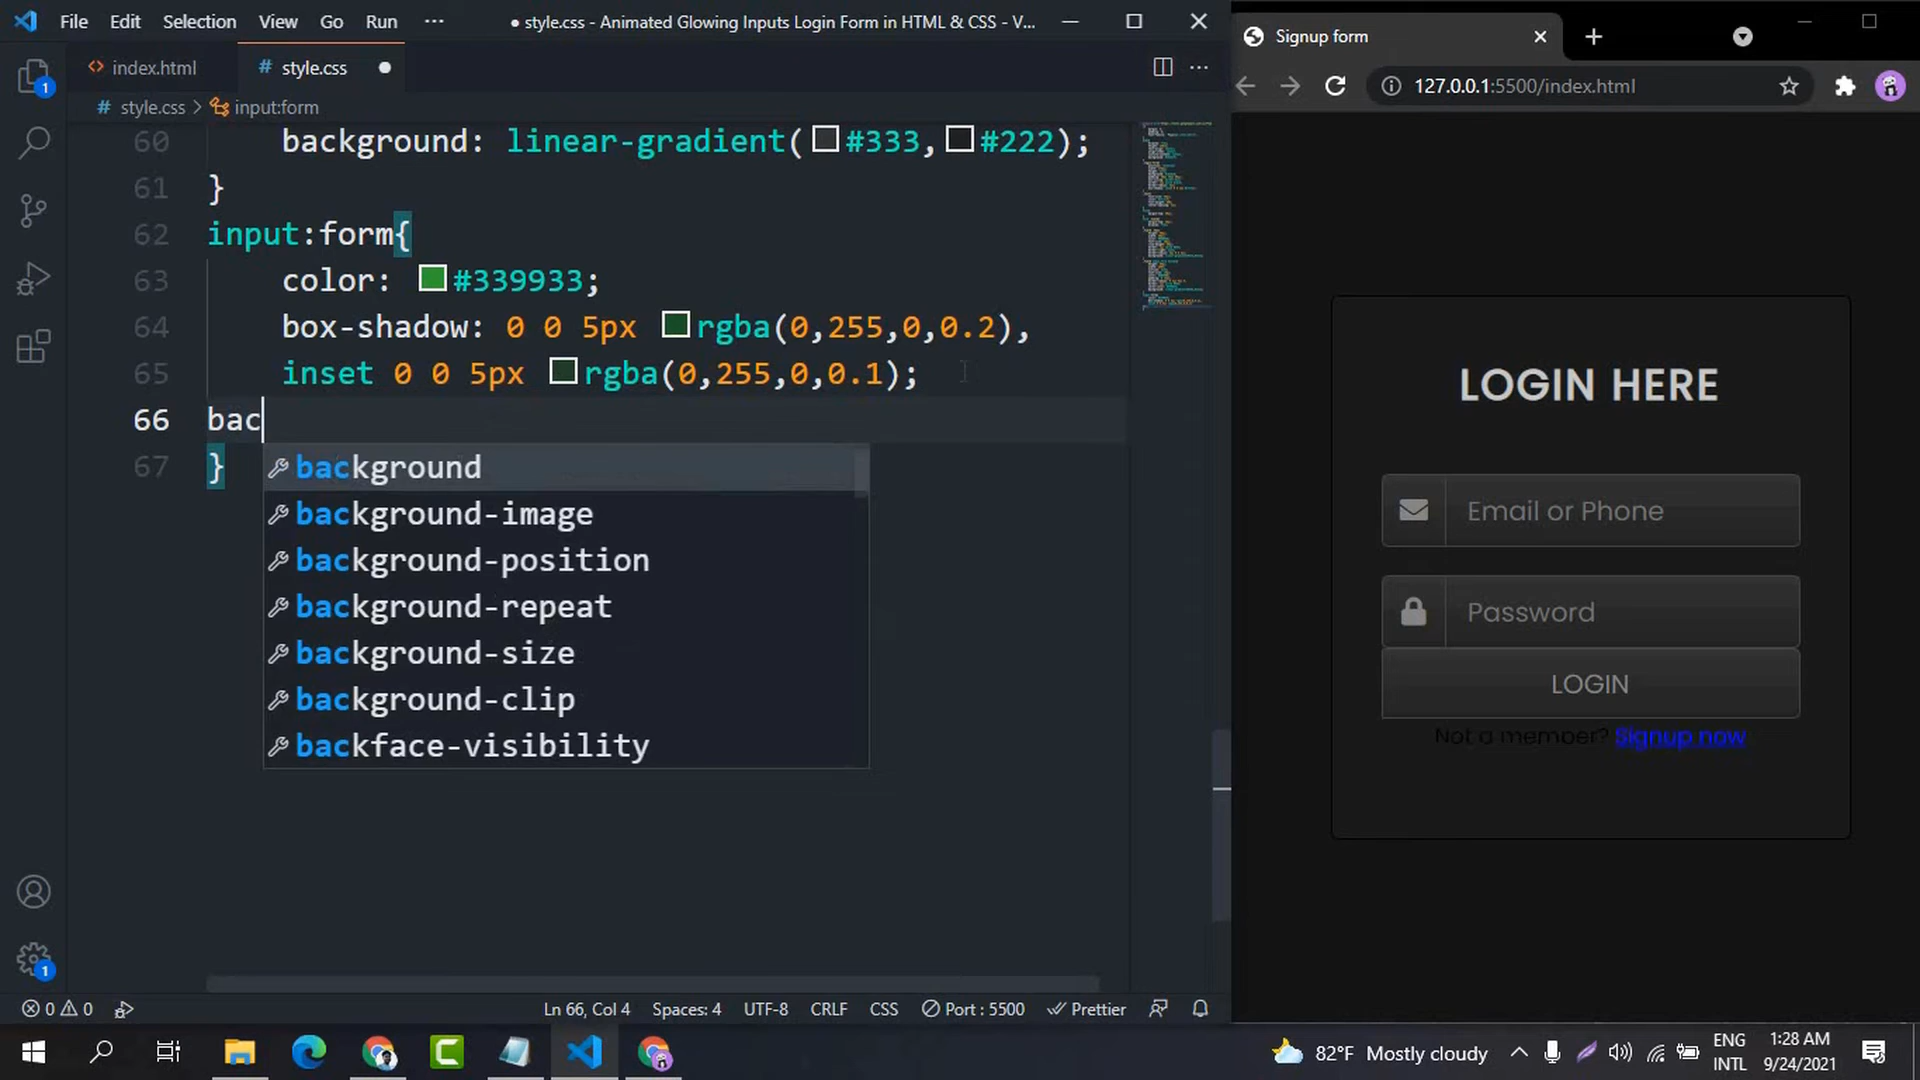 File Edit Selection View Go Run ··· ● style.css - Animated Glowing Inputs Login Form in HTML & CSS - V...
index.html # style.css ●
# style.css > input:form
60 background: linear-gradient(#333,#222);
61 }
62 input:form{
63 color: #339933;
64 box-shadow: 0 0 5px rgba(0,255,0,0.2),
65 inset 0 0 5px rgba(0,255,0,0.1);
66 bac
67 }
background
background-image
background-position
background-repeat
background-size
background-clip
backface-visibility
1
1
0 0 Ln 66, Col 4 Spaces: 4 UTF-8 CRLF CSS Port : 5500 Prettier
Signup form
127.0.0.1:5500/index.html
LOGIN HERE
Email or Phone
Password
LOGIN
Not a member? Signup now
82°F Mostly cloudy ENG INTL 1:28 AM 9/24/2021